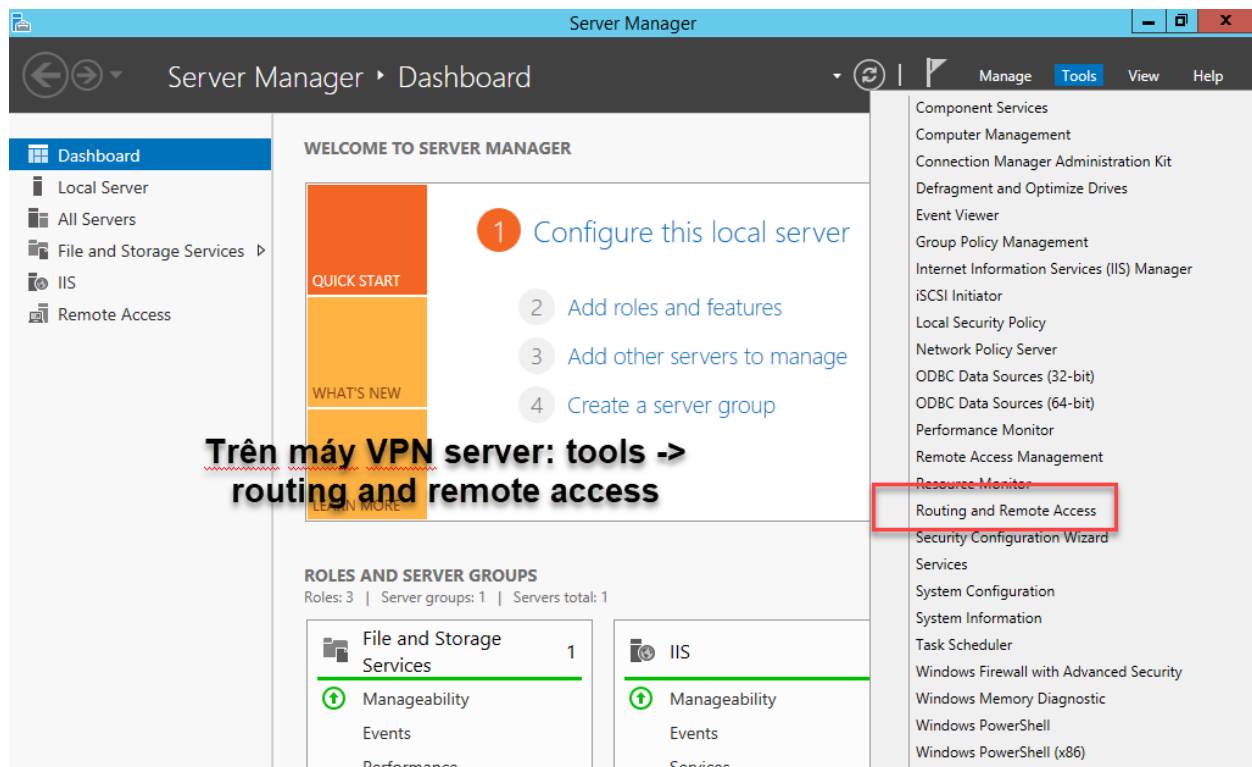 Server Manager
Server Manager • Dashboard
Manage Tools View Help
Dashboard
Local Server
All Servers
File and Storage Services
IIS
Remote Access
WELCOME TO SERVER MANAGER
QUICK START
WHAT'S NEW
LEARN MORE
1 Configure this local server
2 Add roles and features
3 Add other servers to manage
4 Create a server group
Trên máy VPN server: tools ->
routing and remote access
ROLES AND SERVER GROUPS
Roles: 3 | Server groups: 1 | Servers total: 1
File and Storage
Services
1
Manageability
Events
Performance
IIS
Manageability
Events
Services
Component Services
Computer Management
Connection Manager Administration Kit
Defragment and Optimize Drives
Event Viewer
Group Policy Management
Internet Information Services (IIS) Manager
iSCSI Initiator
Local Security Policy
Network Policy Server
ODBC Data Sources (32-bit)
ODBC Data Sources (64-bit)
Performance Monitor
Remote Access Management
Resource Monitor
Routing and Remote Access
Security Configuration Wizard
Services
System Configuration
System Information
Task Scheduler
Windows Firewall with Advanced Security
Windows Memory Diagnostic
Windows PowerShell
Windows PowerShell (x86)